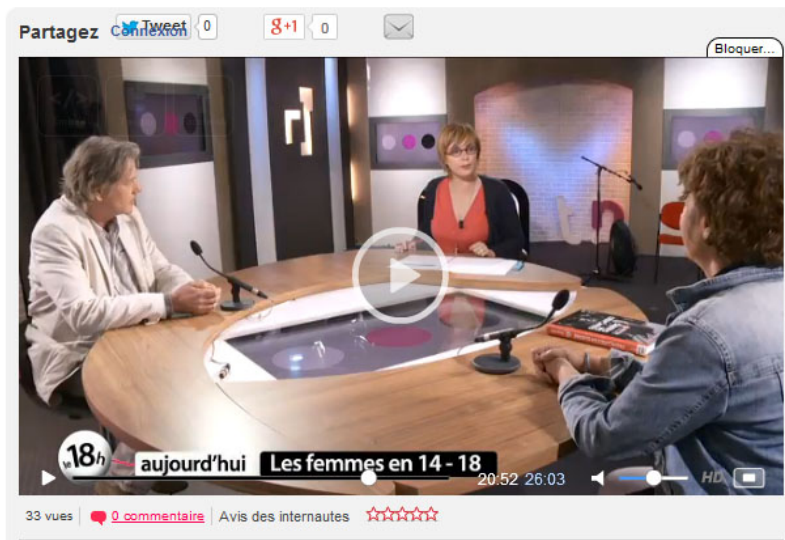 Partagez Connexion Tweet 0 g+1 0
Bloquer...
le 18h aujourd'hui Les femmes en 14 - 18
20:52 26:03 HD
33 vues 0 commentaire Avis des internautes